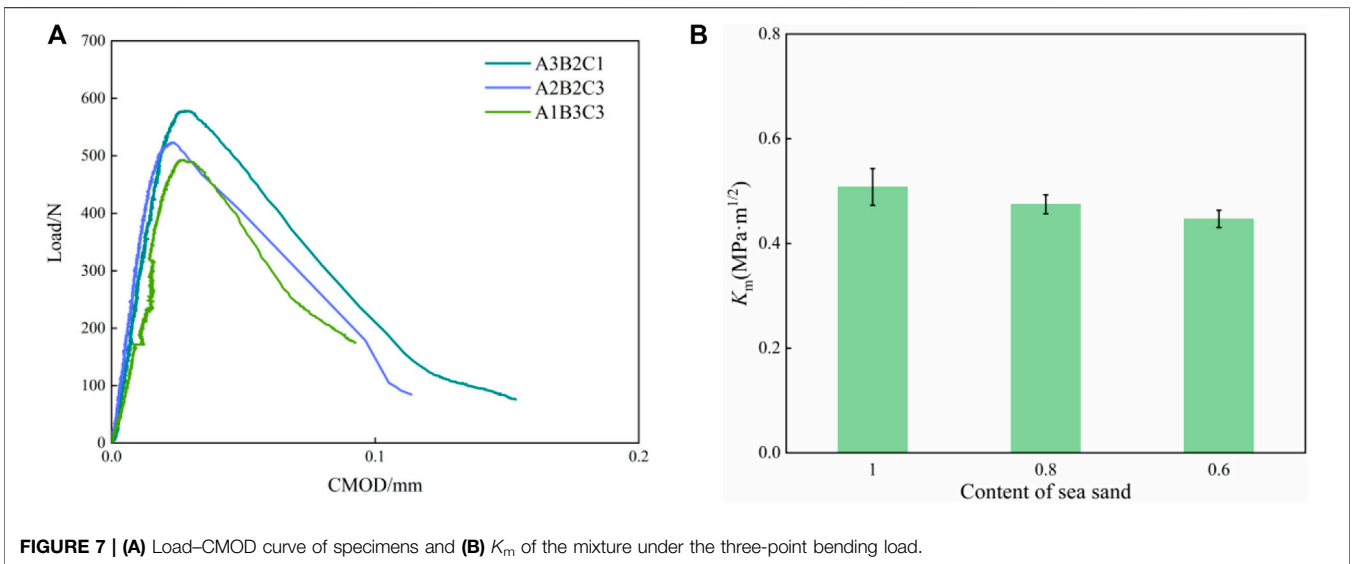 A
700
600
500
400
300
200
100
0
Load/N
0.0
0.1
0.2
CMOD/mm
A3B2C1
A2B2C3
A1B3C3
B
0.8
0.6
0.4
0.2
0.0
Km(MPa·m1/2)
1
0.8
0.6
Content of sea sand
FIGURE 7 | (A) Load–CMOD curve of specimens and (B) Km of the mixture under the three-point bending load.